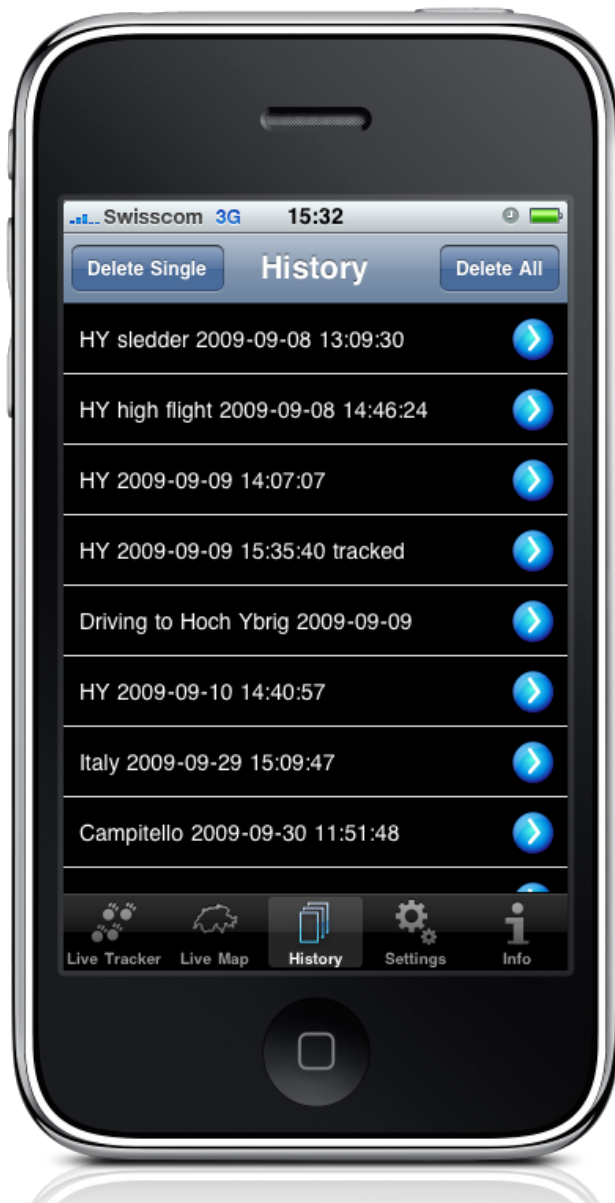 Swisscom 3G 15:32
Delete Single History Delete All
HY sledder 2009-09-08 13:09:30
HY high flight 2009-09-08 14:46:24
HY 2009-09-09 14:07:07
HY 2009-09-09 15:35:40 tracked
Driving to Hoch Ybrig 2009-09-09
HY 2009-09-10 14:40:57
Italy 2009-09-29 15:09:47
Campitello 2009-09-30 11:51:48
Live Tracker Live Map History Settings Info